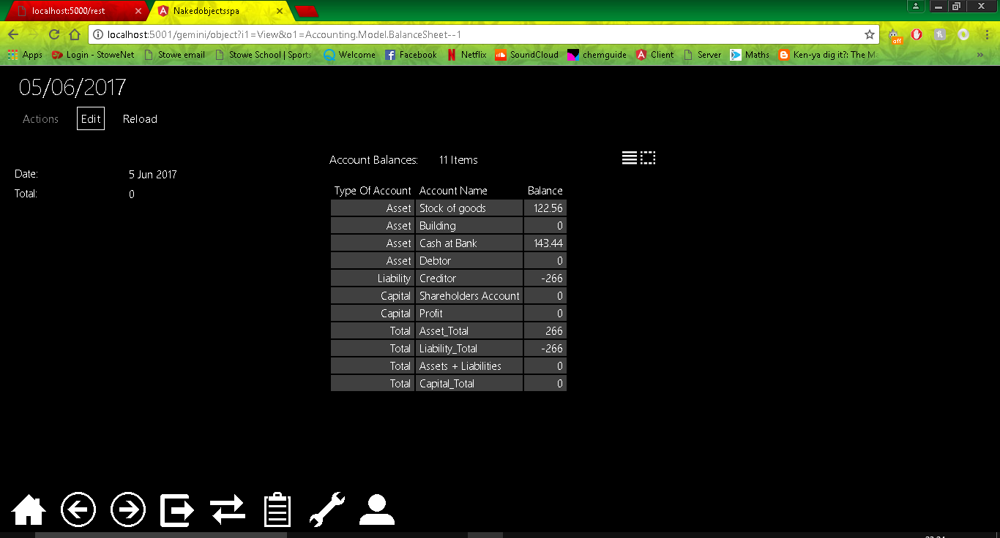 localhost:5000/rest Nakedobjectsspa
localhost:5001/gemini/object?i1=View&o1=Accounting.Model.BalanceSheet--1
off
Apps Login - StoweNet Stowe email Stowe School | Sports Welcome Facebook Netflix SoundCloud chemguide Client Server Maths Ken-ya dig it?: The Ma
05/06/2017
Actions Edit Reload
Account Balances: 11 Items
Date: 5 Jun 2017
Total: 0
Type Of Account Account Name Balance
Asset Stock of goods 122.56
Asset Building 0
Asset Cash at Bank 143.44
Asset Debtor 0
Liability Creditor -266
Capital Shareholders Account 0
Capital Profit 0
Total Asset_Total 266
Total Liability_Total -266
Total Assets + Liabilities 0
Total Capital_Total 0